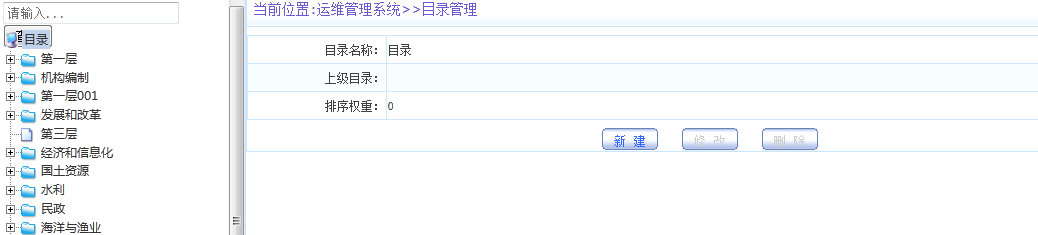 请输入...
目录
第一层
机构编制
第一层001
发展和改革
第三层
经济和信息化
国土资源
水利
民政
海洋与渔业
当前位置:运维管理系统>>目录管理
目录名称: 目录
上级目录:
排序权重: 0
新 建 修 改 删 除